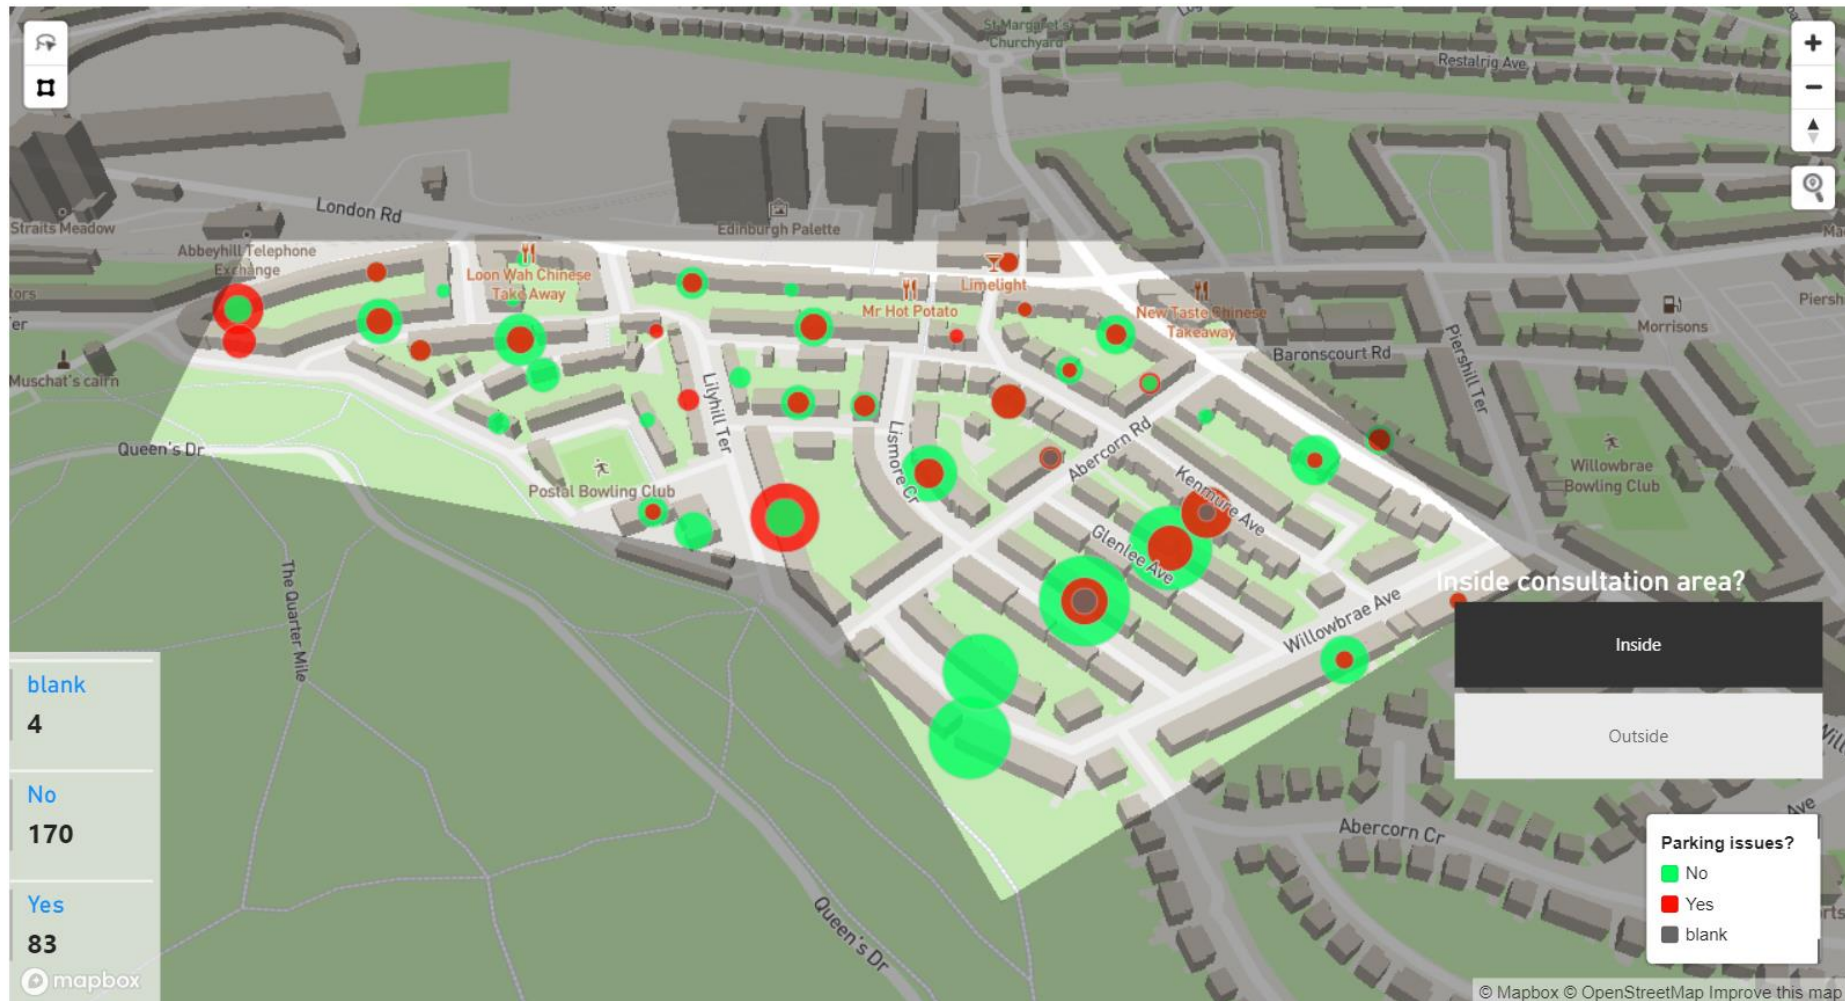 St Margaret's
Churchyard
Restalrig Ave
London Rd
Straits Meadow
Edinburgh Palette
Abbeyhill Telephone
Exchange
Loon Wah Chinese
Take Away
Limelight
Mr Hot Potato
New Taste Chinese
Takeaway
Morrisons
Piersh
Piershill Ter
Baronscourt Rd
tors
er
Muschat's cairn
Lilyhill Ter
Lismore Cr
Abercorn Rd
Queen's Dr
Postal Bowling Club
Kenmure Ave
Willowbrae
Bowling Club
Glenlee Ave
The Quarter Mile
Willowbrae Ave
Inside consultation area?
Inside
Outside
blank
4
No
170
Yes
83
Abercorn Cr
Ave
Queen's Dr
Parking issues?
No
Yes
blank
mapbox
© Mapbox © OpenStreetMap Improve this map